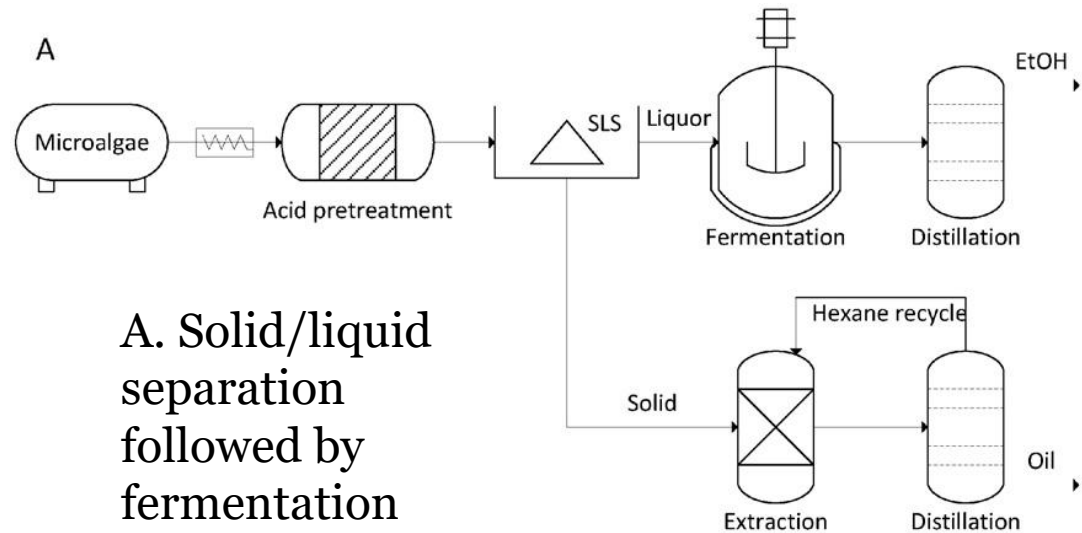 A
EtOH
Microalgae
SLS
Liquor
Acid pretreatment
Fermentation
Distillation
A. Solid/liquid
separation
followed by
fermentation
Hexane recycle
Solid
Oil
Extraction
Distillation